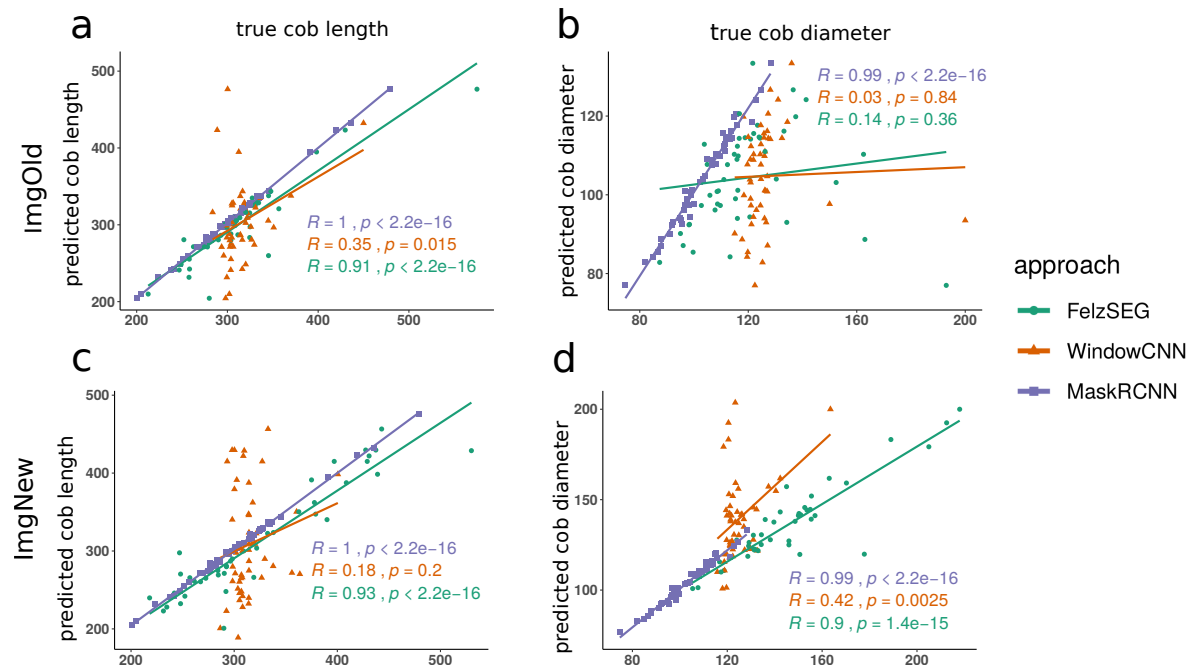 a
true cob length
b
true cob diameter
ImgOld
predicted cob length
500
400
300
200
200
300
400
500
R = 1 , p < 2.2e−16
R = 0.35 , p = 0.015
R = 0.91 , p < 2.2e−16
predicted cob diameter
120
100
80
80
120
160
200
R = 0.99 , p < 2.2e−16
R = 0.03 , p = 0.84
R = 0.14 , p = 0.36
approach
FelzSEG
WindowCNN
MaskRCNN
c
d
ImgNew
predicted cob length
500
400
300
200
200
300
400
500
R = 1 , p < 2.2e−16
R = 0.18 , p = 0.2
R = 0.93 , p < 2.2e−16
predicted cob diameter
200
150
100
80
120
160
200
R = 0.99 , p < 2.2e−16
R = 0.42 , p = 0.0025
R = 0.9 , p = 1.4e−15